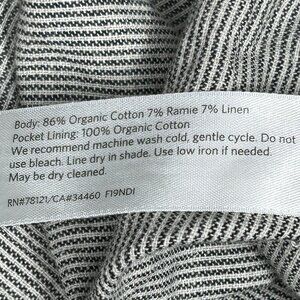 Body: 86% Organic Cotton 7% Ramie 7% Linen
Pocket Lining: 100% Organic Cotton
We recommend machine wash cold, gentle cycle. Do not
use bleach. Line dry in shade. Use low iron if needed.
May be dry cleaned.
RN#78121/CA#34460 F19NDI